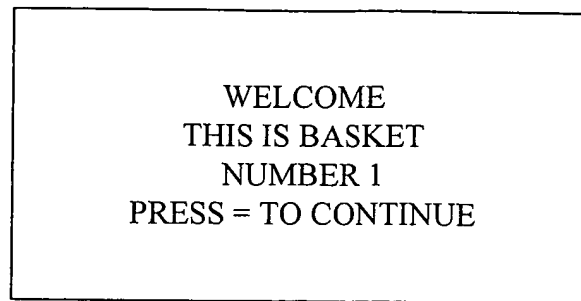 WELCOME
THIS IS BASKET
NUMBER 1
PRESS = TO CONTINUE